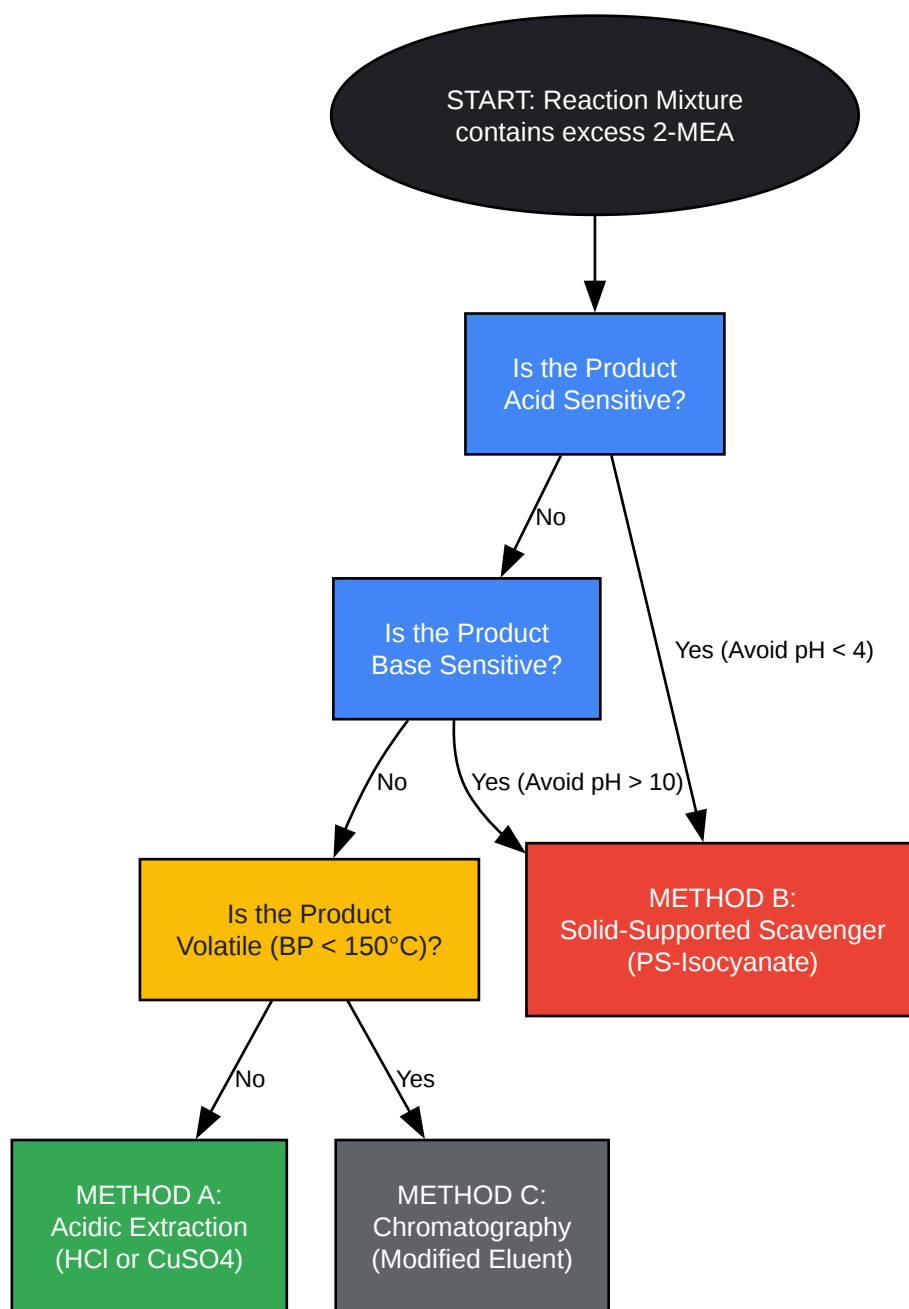 START: Reaction Mixture
contains excess 2-MEA
Is the Product
Acid Sensitive?
No
Is the Product
Base Sensitive?
Yes (Avoid pH < 4)
No
Yes (Avoid pH > 10)
Is the Product
Volatile (BP < 150°C)?
METHOD B:
Solid-Supported Scavenger
(PS-Isocyanate)
No
Yes
METHOD A:
Acidic Extraction
(HCl or CuSO4)
METHOD C:
Chromatography
(Modified Eluent)